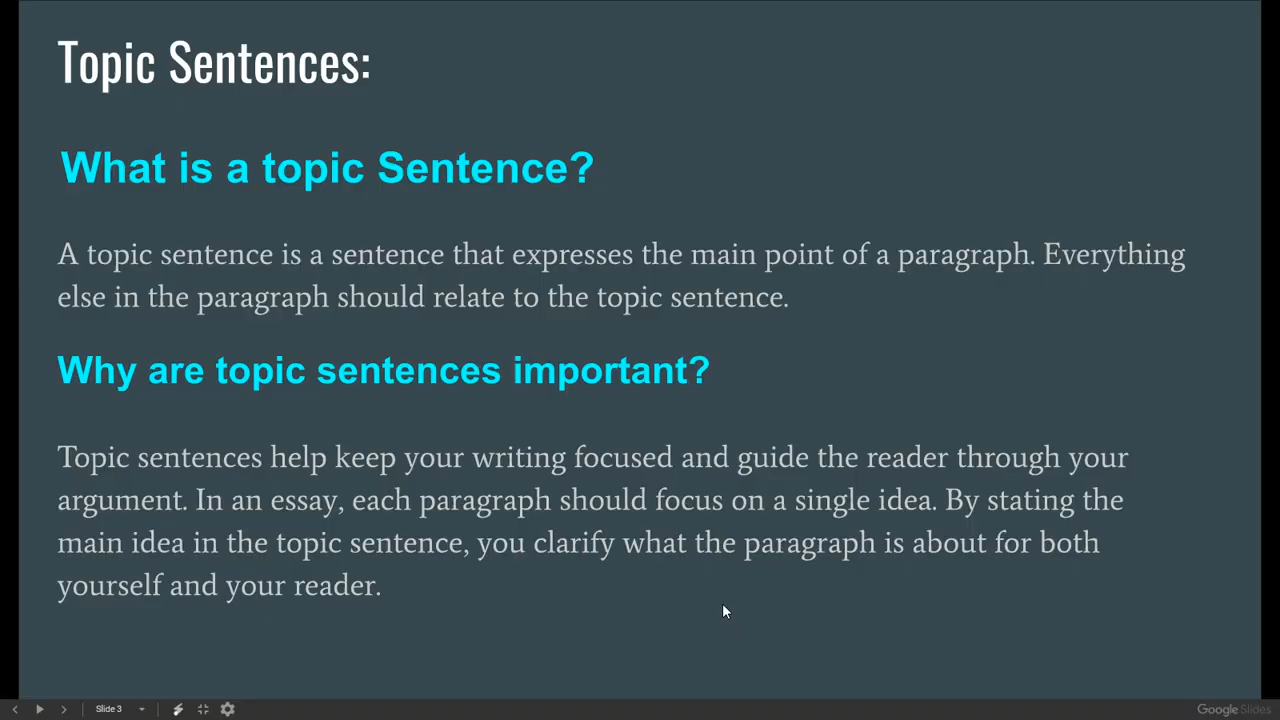 Topic Sentences:
What is a topic Sentence?
A topic sentence is a sentence that expresses the main point of a paragraph. Everything
else in the paragraph should relate to the topic sentence.
Why are topic sentences important?
Topic sentences help keep your writing focused and guide the reader through your
argument. In an essay, each paragraph should focus on a single idea. By stating the
main idea in the topic sentence, you clarify what the paragraph is about for both
yourself and your reader.
Slide 3
Google Slides